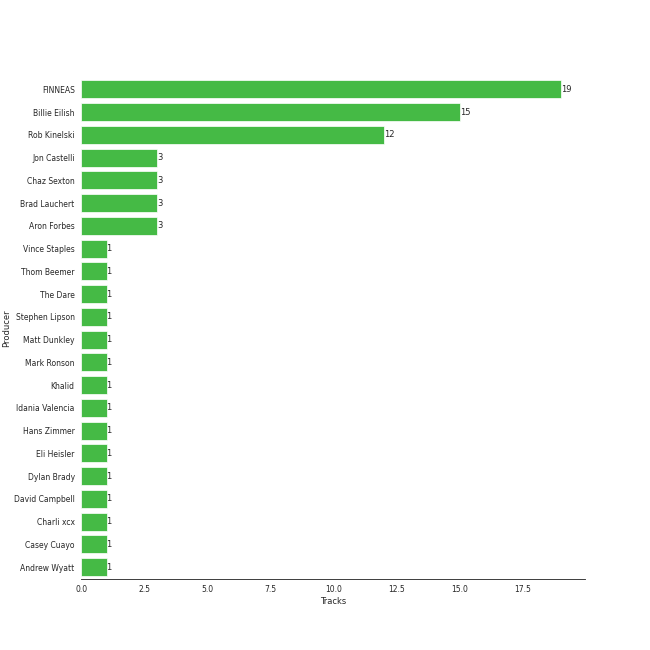 FINNEAS 19
Billie Eilish 15
Rob Kinelski 12
Jon Castelli 3
Chaz Sexton 3
Brad Lauchert 3
Aron Forbes 3
Vince Staples 1
Thom Beemer 1
The Dare 1
Stephen Lipson 1
Matt Dunkley 1
Mark Ronson 1
Khalid 1
Idania Valencia 1
Hans Zimmer 1
Eli Heisler 1
Dylan Brady 1
David Campbell 1
Charli xcx 1
Casey Cuayo 1
Andrew Wyatt 1
Producer
0.0 2.5 5.0 7.5 10.0 12.5 15.0 17.5
Tracks